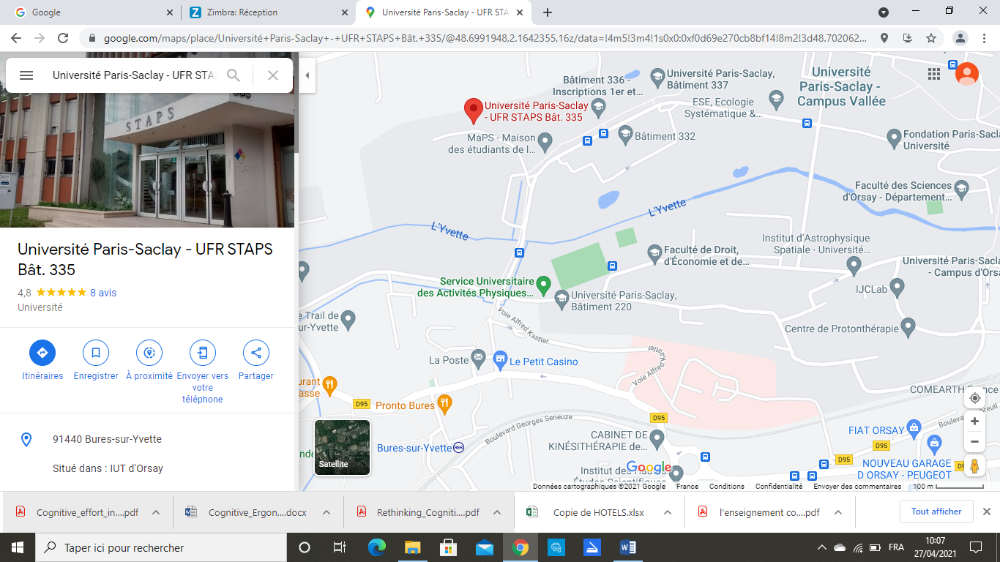 Google
Zimbra: Réception
Université Paris-Saclay - UFR STA
google.com/maps/place/Université+Paris-Saclay+-+UFR+STAPS+Bât.+335/@48.6991948,2.1642355,16z/data=!4m5!3m4!1s0x0:0xf0d69e270cb8bf14!8m2!3d48.702062...
Université Paris-Saclay - UFR STA
STAPS
Université Paris-Saclay - UFR STAPS
Bât. 335
4,8
8 avis
Université
Itinéraires
Enregistrer
À proximité
Envoyer vers
votre
téléphone
Partager
91440 Bures-sur-Yvette
Situé dans : IUT d'Orsay
Bâtiment 336 -
Inscriptions 1er et...
Université Paris-Saclay,
Bâtiment 337
Université
Paris-Saclay -
Campus Vallée
ESE, Ecologie
Systématique &...
Université Paris-Saclay
- UFR STAPS Bât. 335
MaPS - Maison
des étudiants de l...
Bâtiment 332
Fondation Paris-Sacl
Université
Faculté des Sciences
d'Orsay - Département...
L'Yvette
L'Yvette
Institut d'Astrophysique
Spatiale - Université...
Faculté de Droit,
d'Économie et de...
Université Paris-Sacla
- Campus d'Orsa
Service Universitaire
des Activités Physiques...
Université Paris-Saclay,
Bâtiment 220
IJCLab
e Trail de
ur-Yvette
Voie Alfred Kastler
Centre de Protonthérapie
La Poste
Le Petit Casino
Voie Alfred
Kastler
urant
asse
Pronto Bures
D95
D95
COMEARTH France
Boulevard Georges Seneuze
Bures-sur-Yvette
RER
CABINET DE
KINÉSITHÉRAPIE de...
FIAT ORSAY
D95
D95
NOUVEAU GARAGE
D ORSAY - PEUGEOT
Institut des Hautes
Études Scientifiques
Satellite
Google
Données cartographiques ©2021 Google
France
Conditions
Confidentialité
Envoyer des commentaires
100 m
Cognitive_effort_in....pdf
Cognitive_Ergon....docx
Rethinking_Cogniti....pdf
Copie de HOTELS.xlsx
l'enseignement co....pdf
Tout afficher
Taper ici pour rechercher
FRA
10:07
27/04/2021